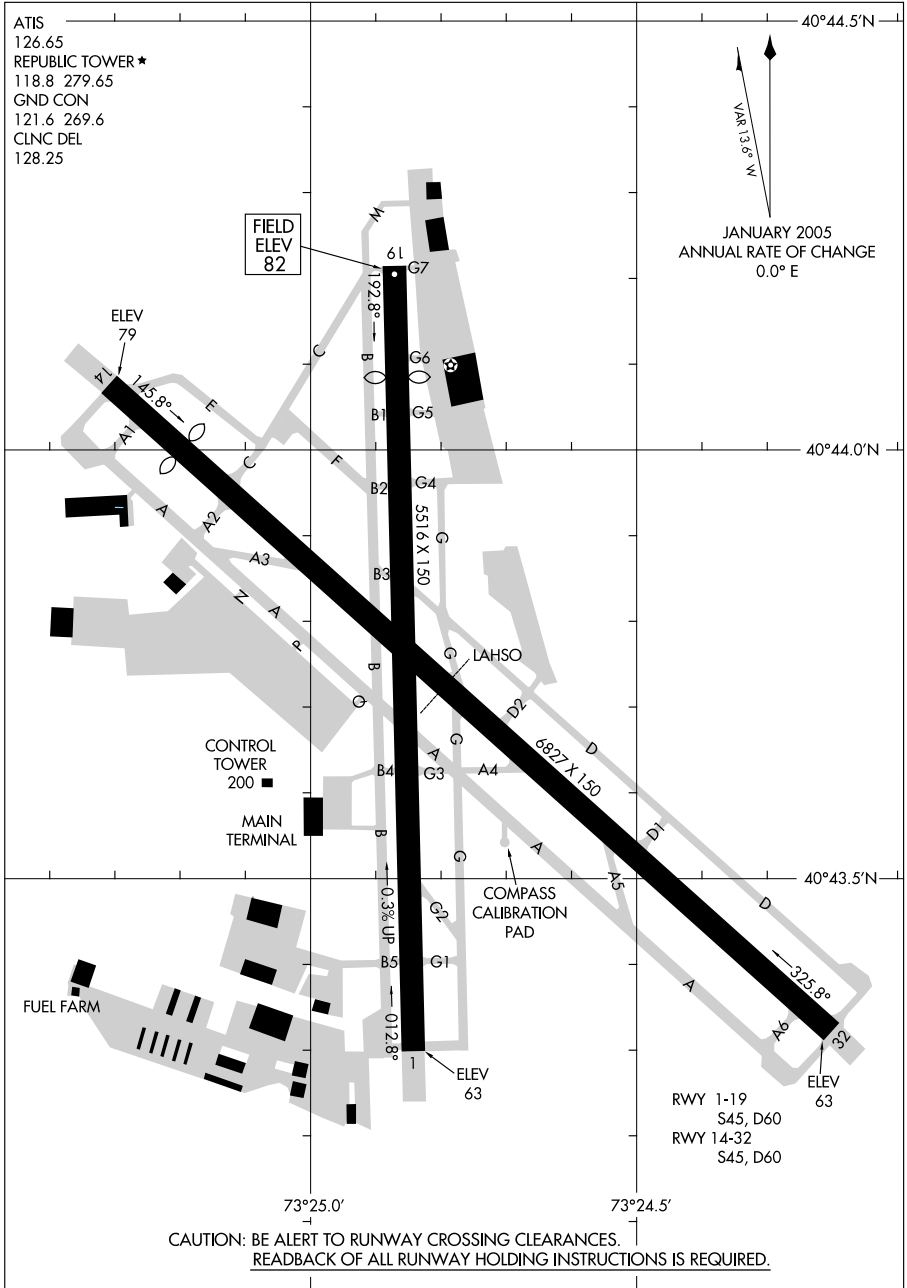 ATIS
126.65
REPUBLIC TOWER ★
118.8 279.65
GND CON
121.6 269.6
CLNC DEL
128.25
40°44.5'N
VAR 13.6° W
JANUARY 2005
ANNUAL RATE OF CHANGE
0.0° E
FIELD
ELEV
82
W
19
G7
192.8°
ELEV
79
14
145.8°
C
B
G6
E
B1
G5
A1
40°44.0'N
C
F
B2
G4
A
A2
5516 X 150
G
A3
B3
N
A
P
B
G
LAHSO
Q
D2
G
D
A
CONTROL
TOWER
200
B4
G3
A4
6827 X 150
MAIN
TERMINAL
B
D1
G
A
40°43.5'N
A5
COMPASS
CALIBRATION
PAD
0.3% UP
G2
D
B5
G1
325.8°
FUEL FARM
A
012.8°
A6
32
1
ELEV
63
ELEV
63
RWY 1-19
S45, D60
RWY 14-32
S45, D60
73°25.0'
73°24.5'
CAUTION: BE ALERT TO RUNWAY CROSSING CLEARANCES.
READBACK OF ALL RUNWAY HOLDING INSTRUCTIONS IS REQUIRED.